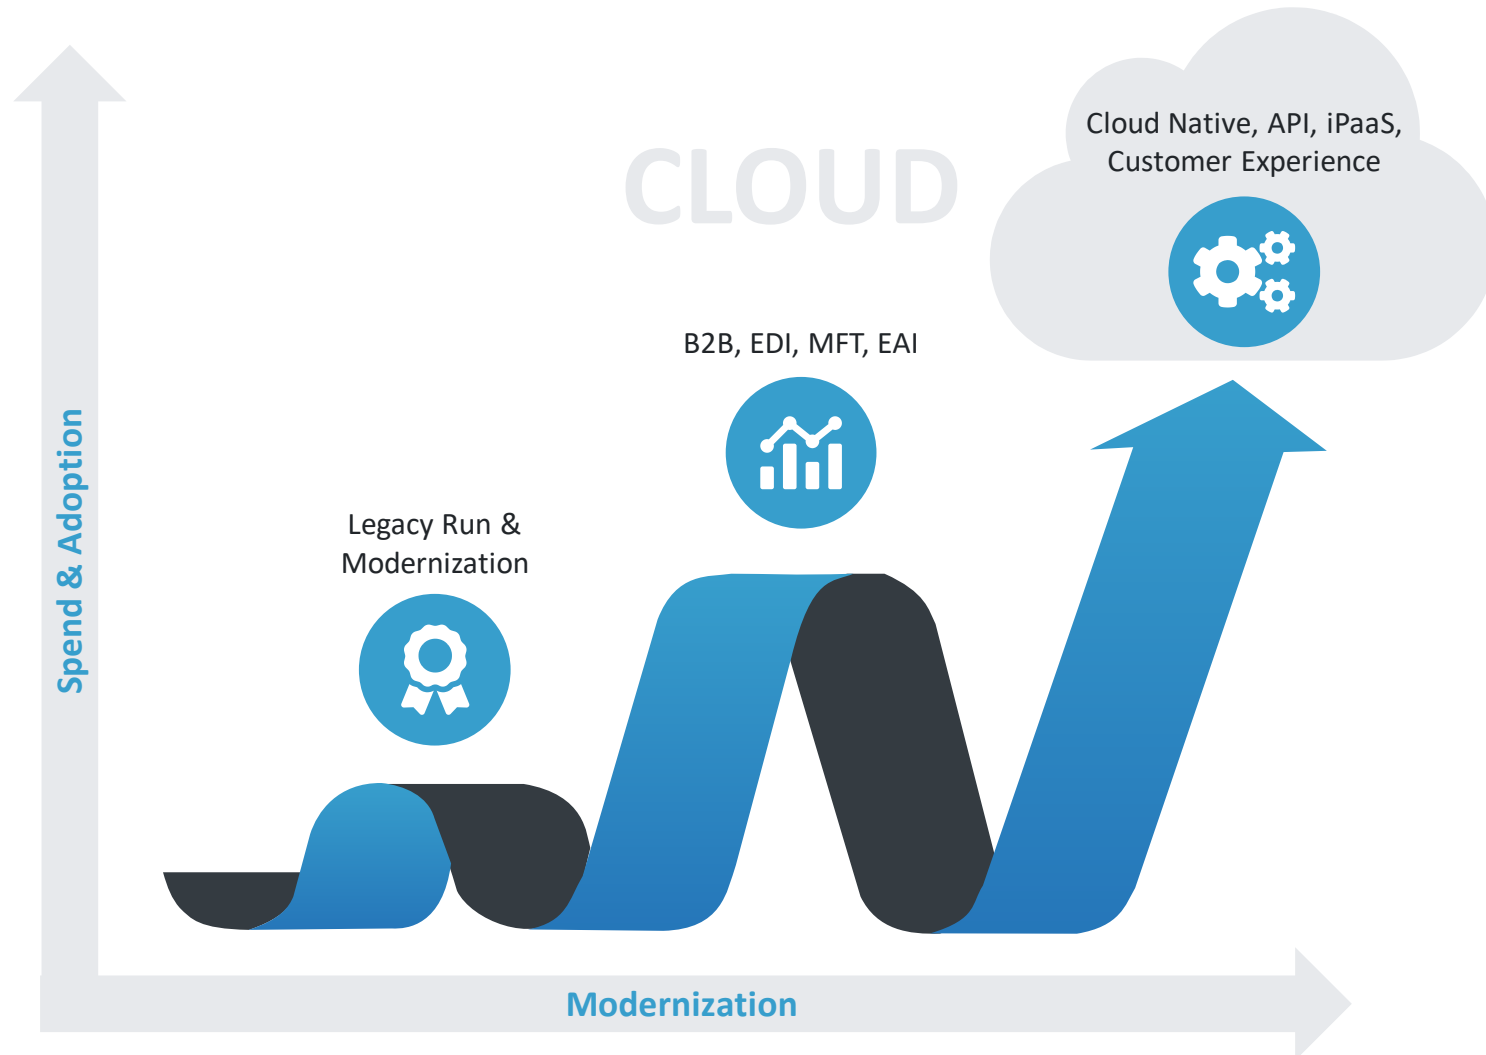 CLOUD
Cloud Native, API, iPaaS,
Customer Experience
B2B, EDI, MFT, EAI
Legacy Run &
Modernization
Spend & Adoption
Modernization